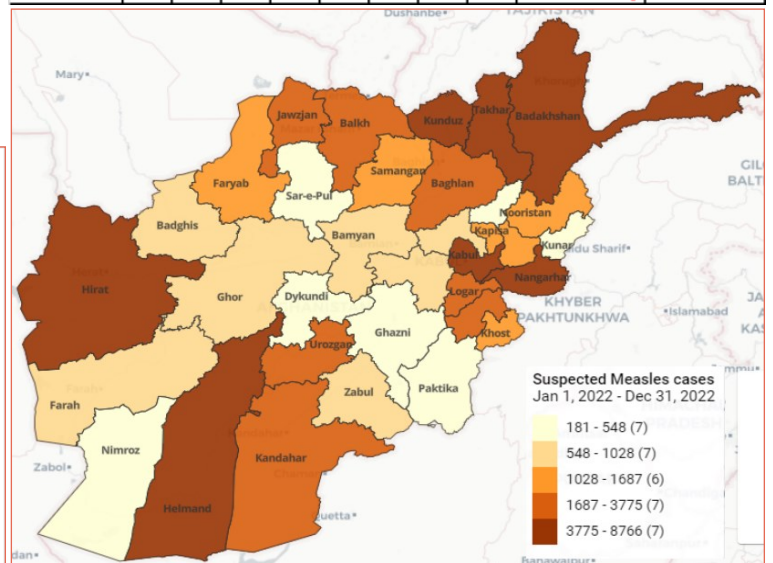 Dushanbe•
TAJIKISTAN
Mary•
Jawzjan
Balkh
Kunduz
Takhar
Badakhshan
Faryab
Samangan
Baghlan
Sar-e-Pul
Nooristan
Badghis
Bamyan
Kapisa
Kunar
Kabul
Nangarhar
Hirat
Ghor
Dykundi
Logar
KHYBER
PAKHTUNKHWA
•Islamabad
Ghazni
Khost
Urozgan
Farah
Zabul
Paktika
Nimroz
Zabol•
Kandahar
Helmand
Suspected Measles cases
Jan 1, 2022 - Dec 31, 2022
181 - 548 (7)
548 - 1028 (7)
1028 - 1687 (6)
1687 - 3775 (7)
3775 - 8766 (7)